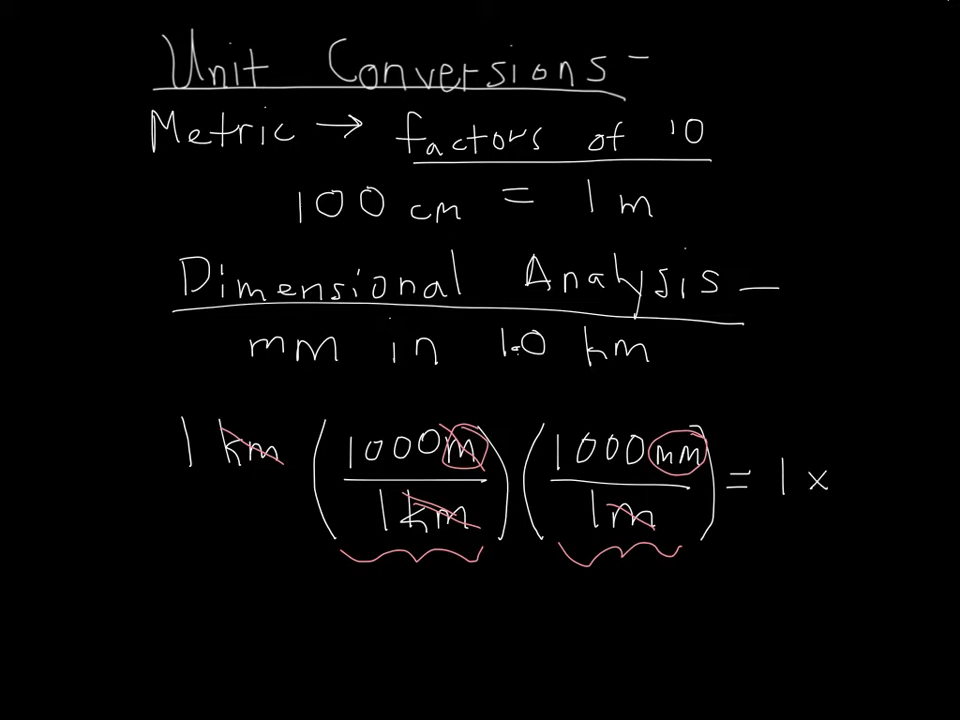 Unit Conversions -
Metric → factors of 10
100 cm = 1 m
Dimensional Analysis —
mm in 1.0 km
1 km (1000 m / 1 km) (1000 mm / 1 m) = 1 x